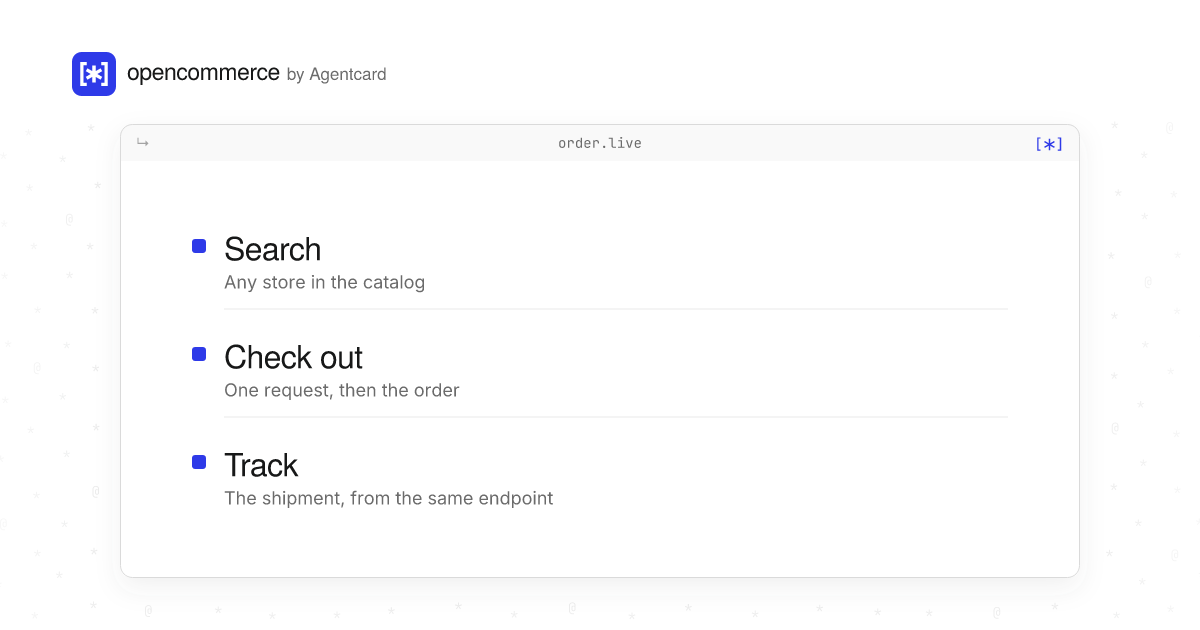 [*] opencommerce by Agentcard
↳ order.live [*]
Search
Any store in the catalog
Check out
One request, then the order
Track
The shipment, from the same endpoint